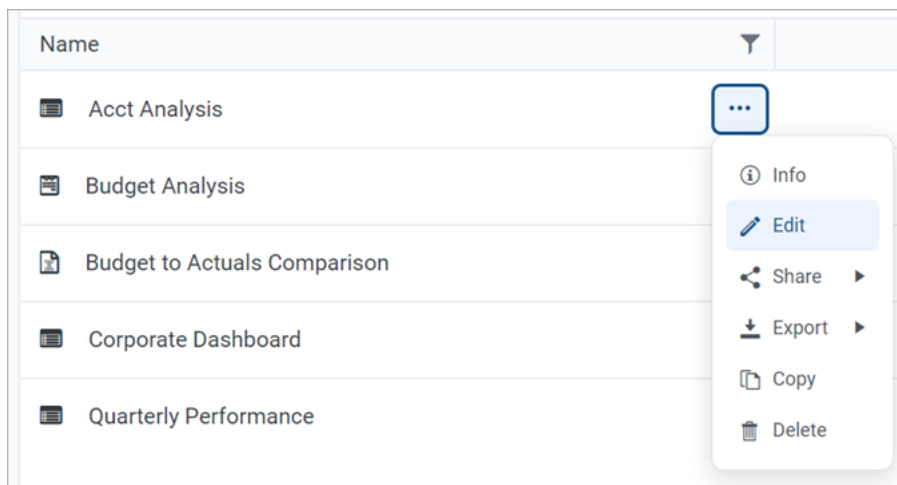 Name
Acct Analysis
Budget Analysis
Budget to Actuals Comparison
Corporate Dashboard
Quarterly Performance
Info
Edit
Share
Export
Copy
Delete